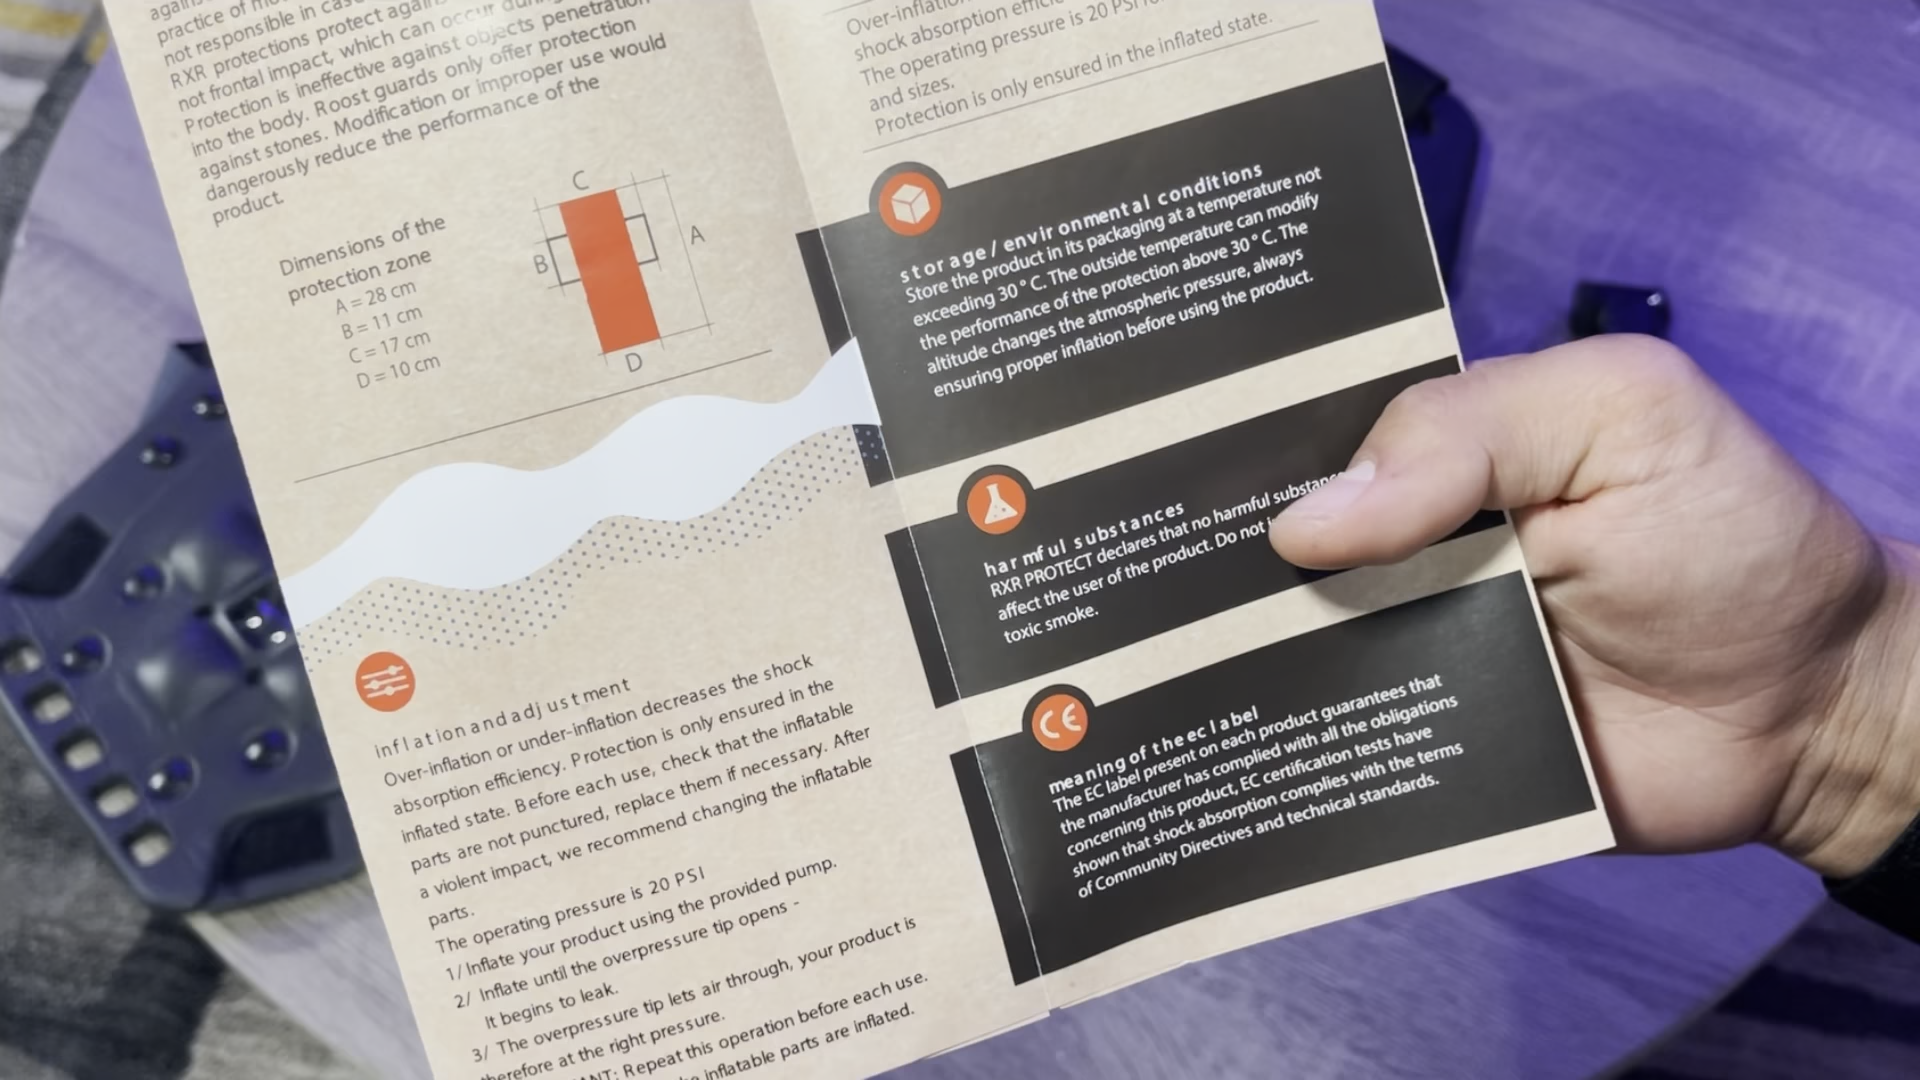 practice of
not responsible in case
RXR protections protect against
not frontal impact, which can occur during
Protection is ineffective against objects penetration
into the body. Roost guards only offer protection
against stones. Modification or improper use would
dangerously reduce the performance of the
product.
Dimensions of the
protection zone
A = 28 cm
B = 11 cm
C = 17 cm
D = 10 cm
C
B
A
D
inflation and adjustment
Over-inflation or under-inflation decreases the shock
absorption efficiency. Protection is only ensured in the
inflated state. Before each use, check that the inflatable
parts are not punctured, replace them if necessary. After
a violent impact, we recommend changing the inflatable
parts.
The operating pressure is 20 PSI
1/ Inflate your product using the provided pump.
2/ Inflate until the overpressure tip opens -
It begins to leak.
3/ The overpressure tip lets air through, your product is
therefore at the right pressure.
Repeat this operation before each use.
inflatable parts are inflated.
Over-inflation
shock absorption
The operating pressure is 20 PSI
and sizes.
Protection is only ensured in the inflated state.
storage / environmental conditions
Store the product in its packaging at a temperature not
exceeding 30 ° C. The outside temperature can modify
the performance of the protection above 30 ° C. The
altitude changes the atmospheric pressure, always
ensuring proper inflation before using the product.
harmful substances
RXR PROTECT declares that no harmful
affect the user of the product. Do not
toxic smoke.
CE
meaning of the ec label
The EC label present on each product guarantees that
the manufacturer has complied with all the obligations
concerning this product, EC certification tests have
shown that shock absorption complies with the terms
of Community Directives and technical standards.